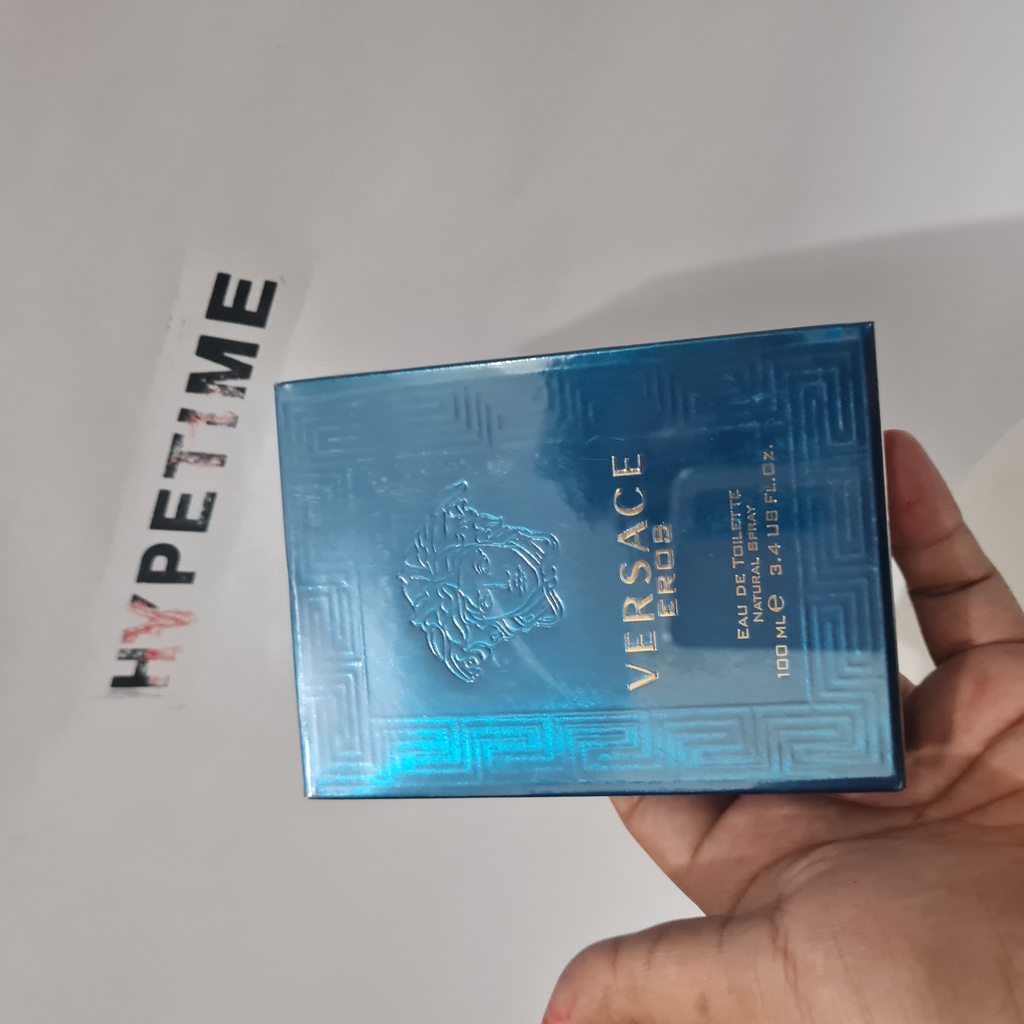 HYPETIME
VERSACE
EROS
EAU DE TOILETTE
NATURAL SPRAY
100 ML e 3.4 US FL.OZ.